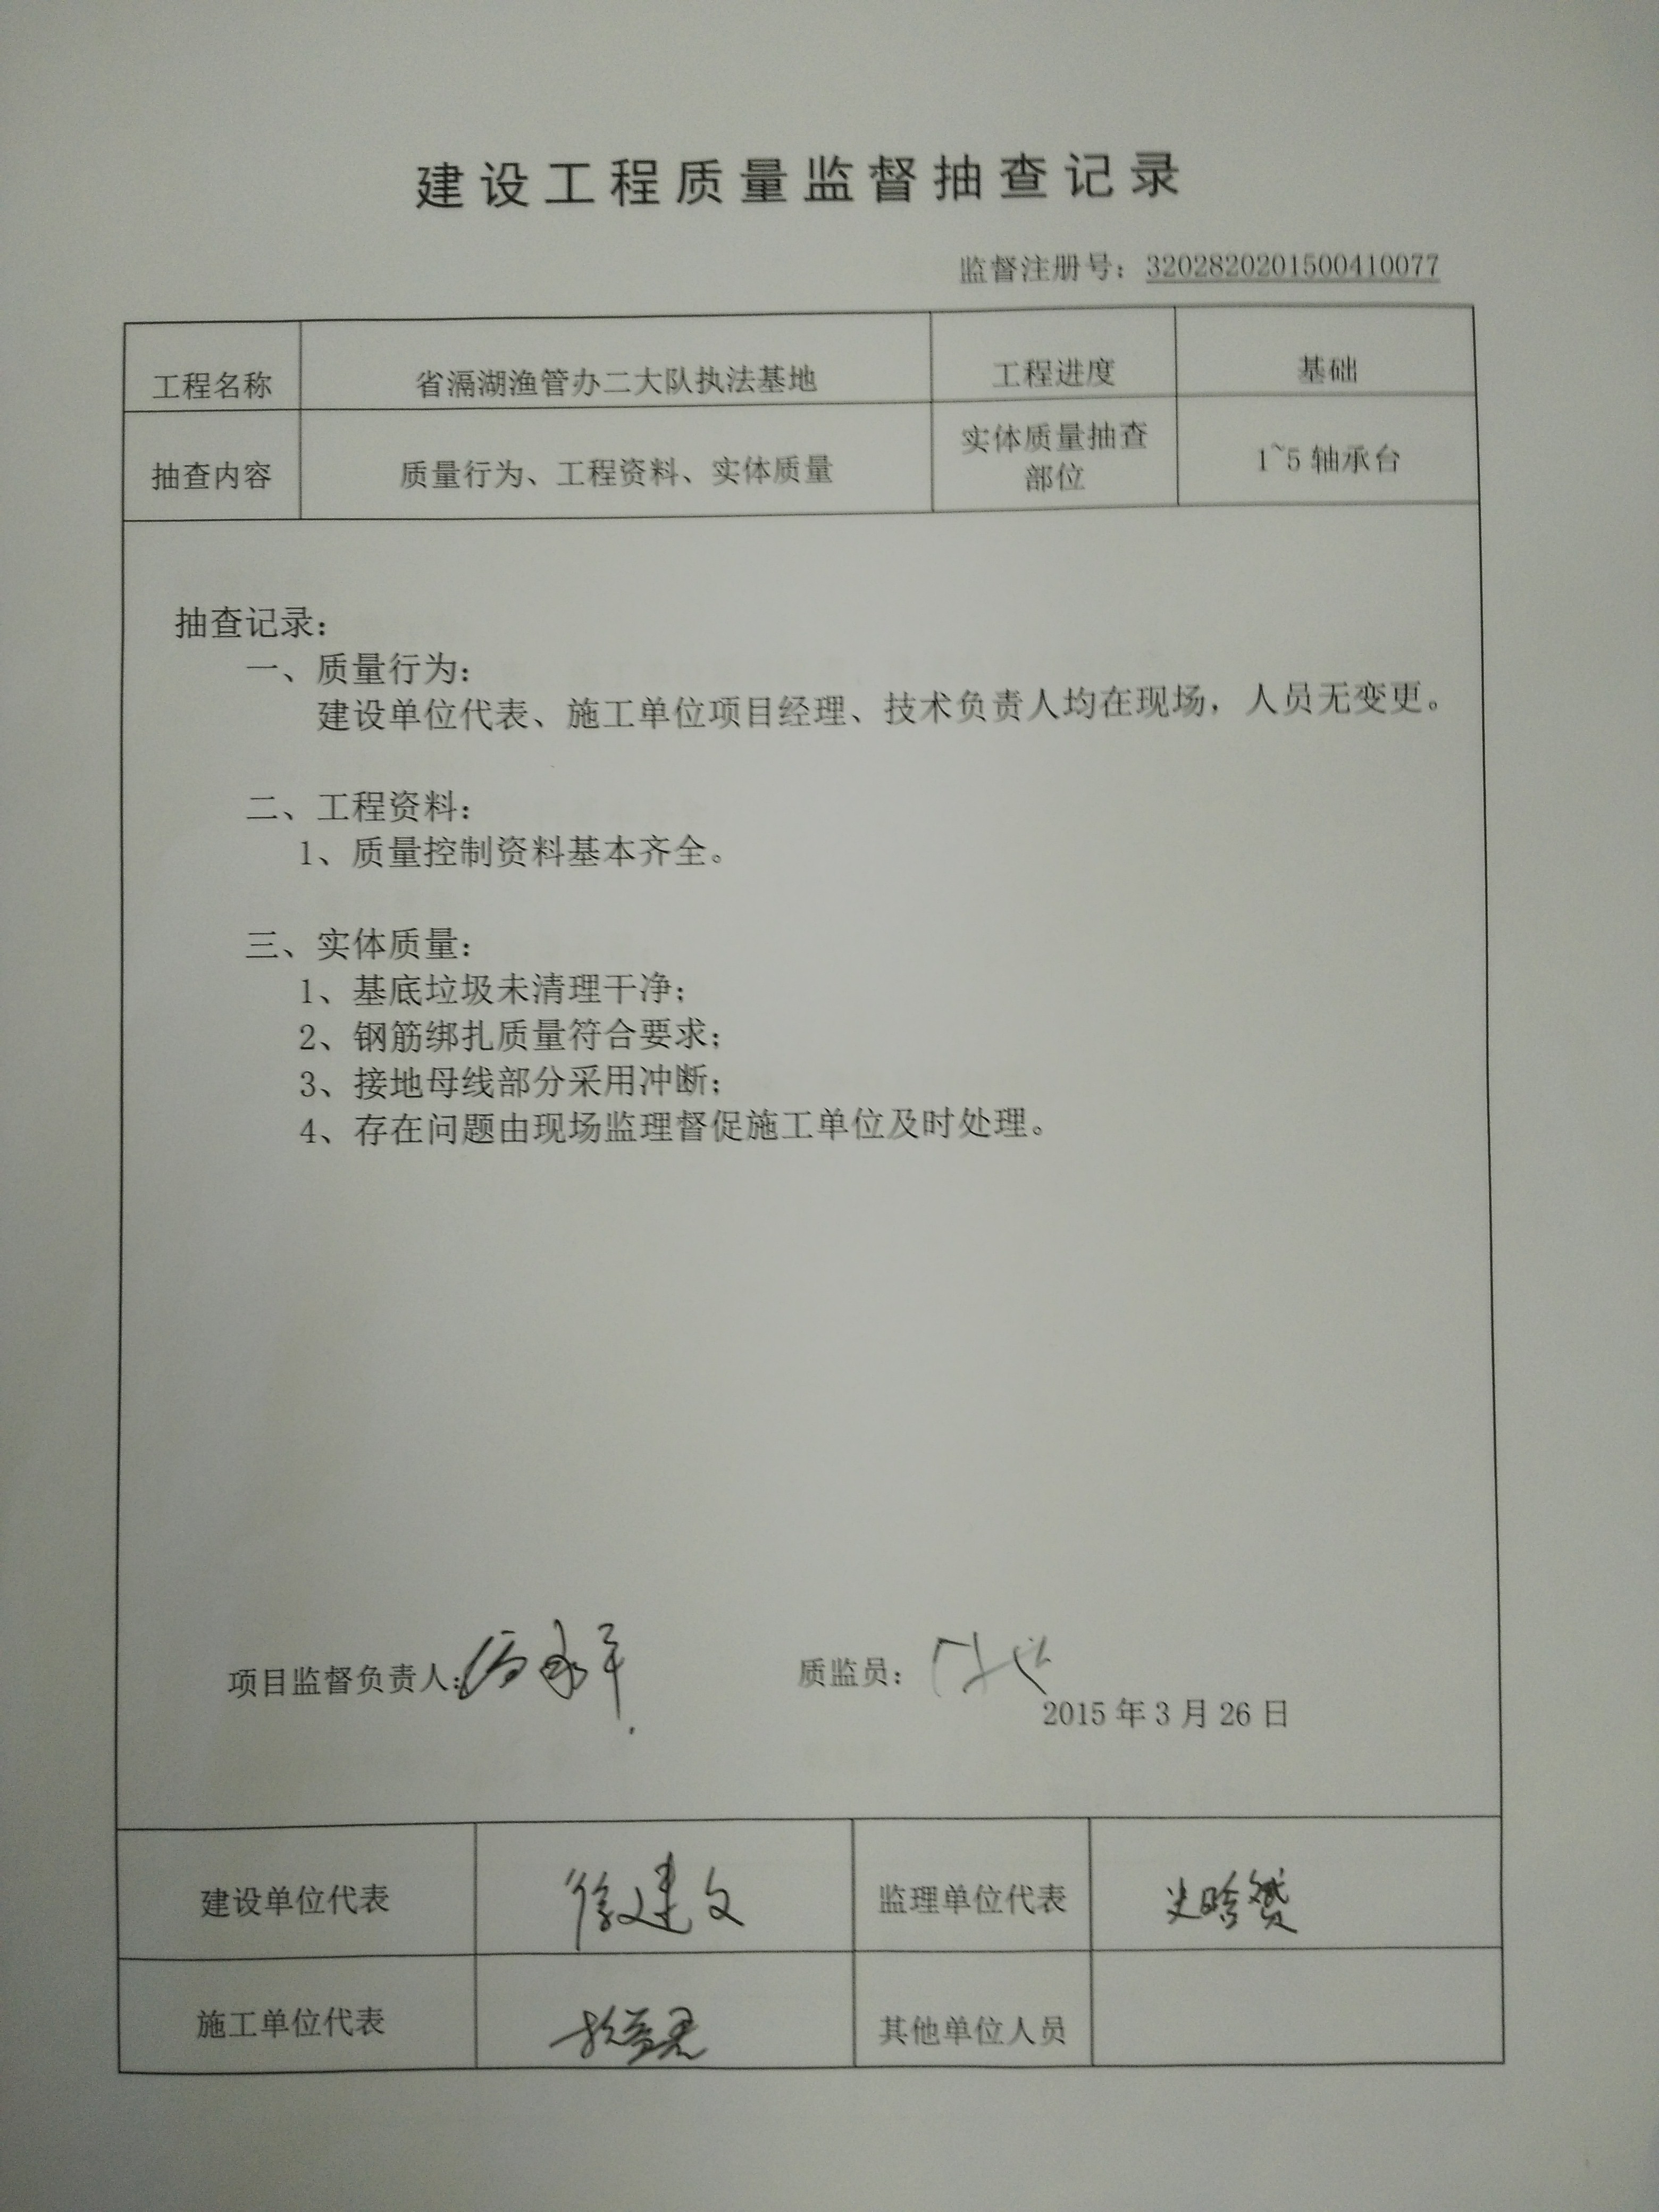 建设工程质量监督抽查记录
监督注册号：3202820201500410077
工程名称 省滆湖渔管办二大队执法基地 工程进度 基础
抽查内容 质量行为、工程资料、实体质量 实体质量抽查部位 1~5轴承台
抽查记录：
一、质量行为：
建设单位代表、施工单位项目经理、技术负责人均在现场，人员无变更。
二、工程资料：
1、质量控制资料基本齐全。
三、实体质量：
1、基底垃圾未清理干净；
2、钢筋绑扎质量符合要求；
3、接地母线部分采用冲断；
4、存在问题由现场监理督促施工单位及时处理。
项目监督负责人： 质监员：
2015年3月26日
建设单位代表 徐建文 监理单位代表
施工单位代表 其他单位人员